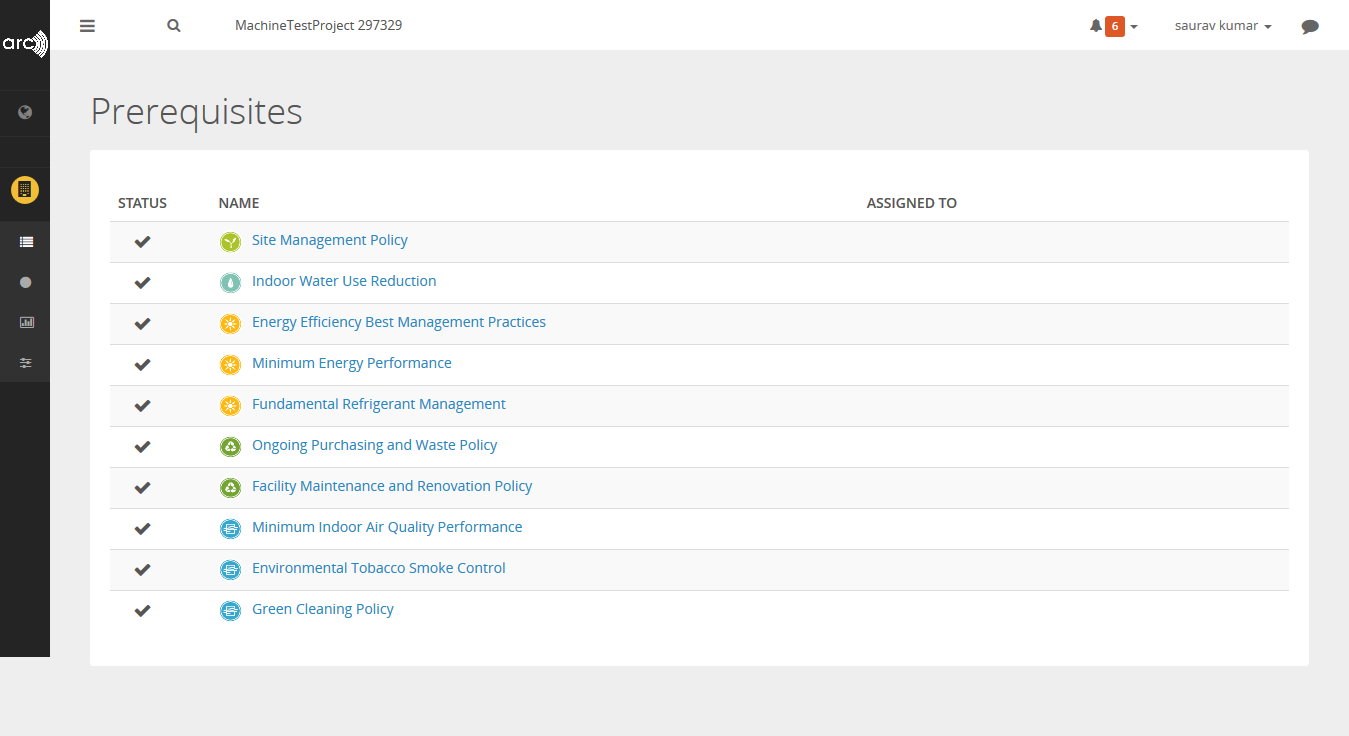 arc
MachineTestProject 297329
6
saurav kumar
Prerequisites
STATUS NAME ASSIGNED TO
Site Management Policy
Indoor Water Use Reduction
Energy Efficiency Best Management Practices
Minimum Energy Performance
Fundamental Refrigerant Management
Ongoing Purchasing and Waste Policy
Facility Maintenance and Renovation Policy
Minimum Indoor Air Quality Performance
Environmental Tobacco Smoke Control
Green Cleaning Policy